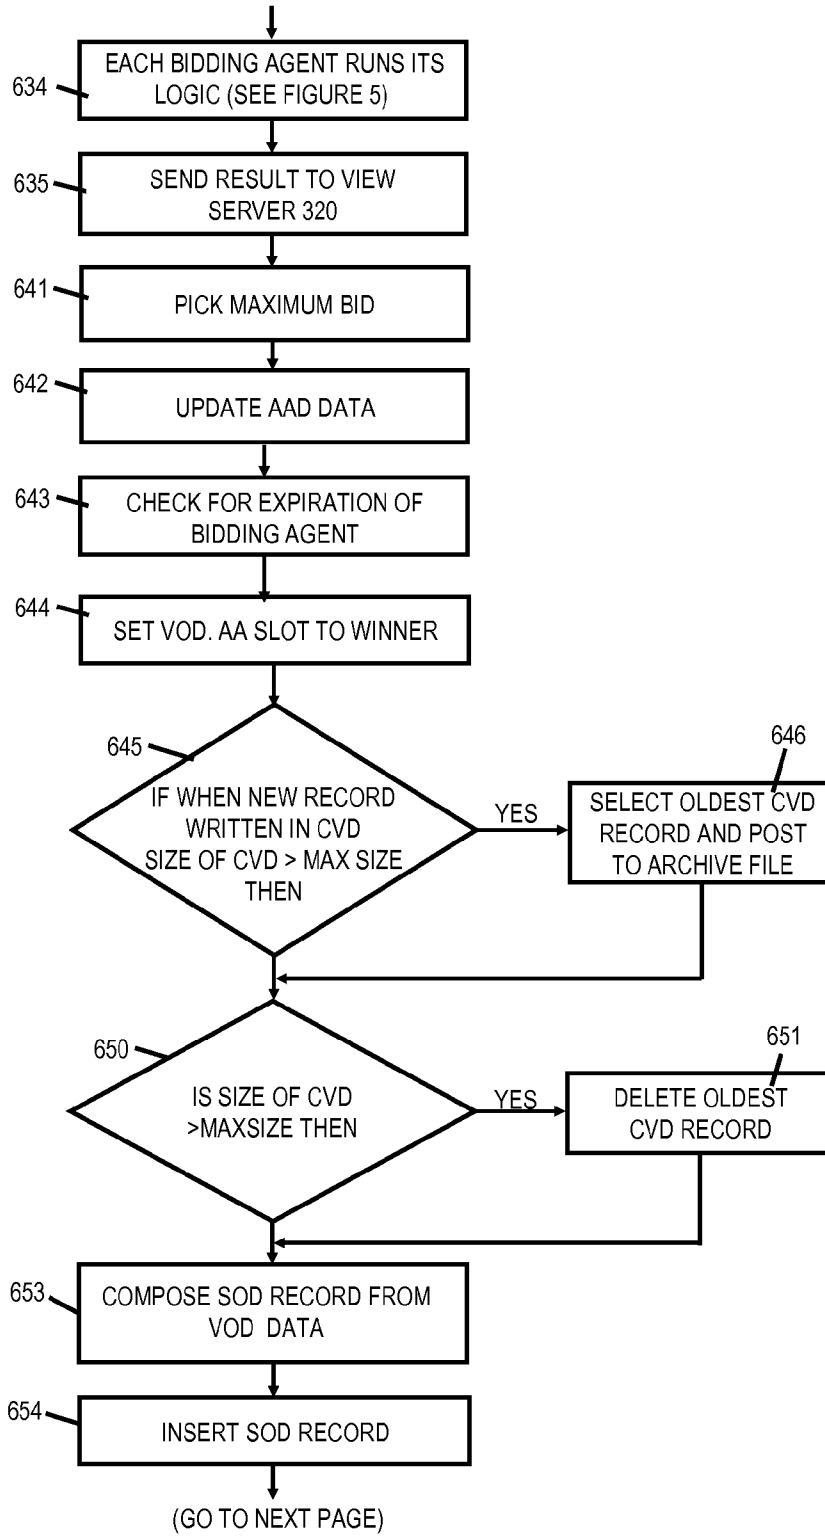 634
EACH BIDDING AGENT RUNS ITS
LOGIC (SEE FIGURE 5)
635
SEND RESULT TO VIEW
SERVER 320
641
PICK MAXIMUM BID
642
UPDATE AAD DATA
643
CHECK FOR EXPIRATION OF
BIDDING AGENT
644
SET VOD. AA SLOT TO WINNER
645
IF WHEN NEW RECORD
WRITTEN IN CVD
SIZE OF CVD > MAX SIZE
THEN
YES
646
SELECT OLDEST CVD
RECORD AND POST
TO ARCHIVE FILE
650
IS SIZE OF CVD
>MAXSIZE THEN
YES
651
DELETE OLDEST
CVD RECORD
653
COMPOSE SOD RECORD FROM
VOD DATA
654
INSERT SOD RECORD
(GO TO NEXT PAGE)